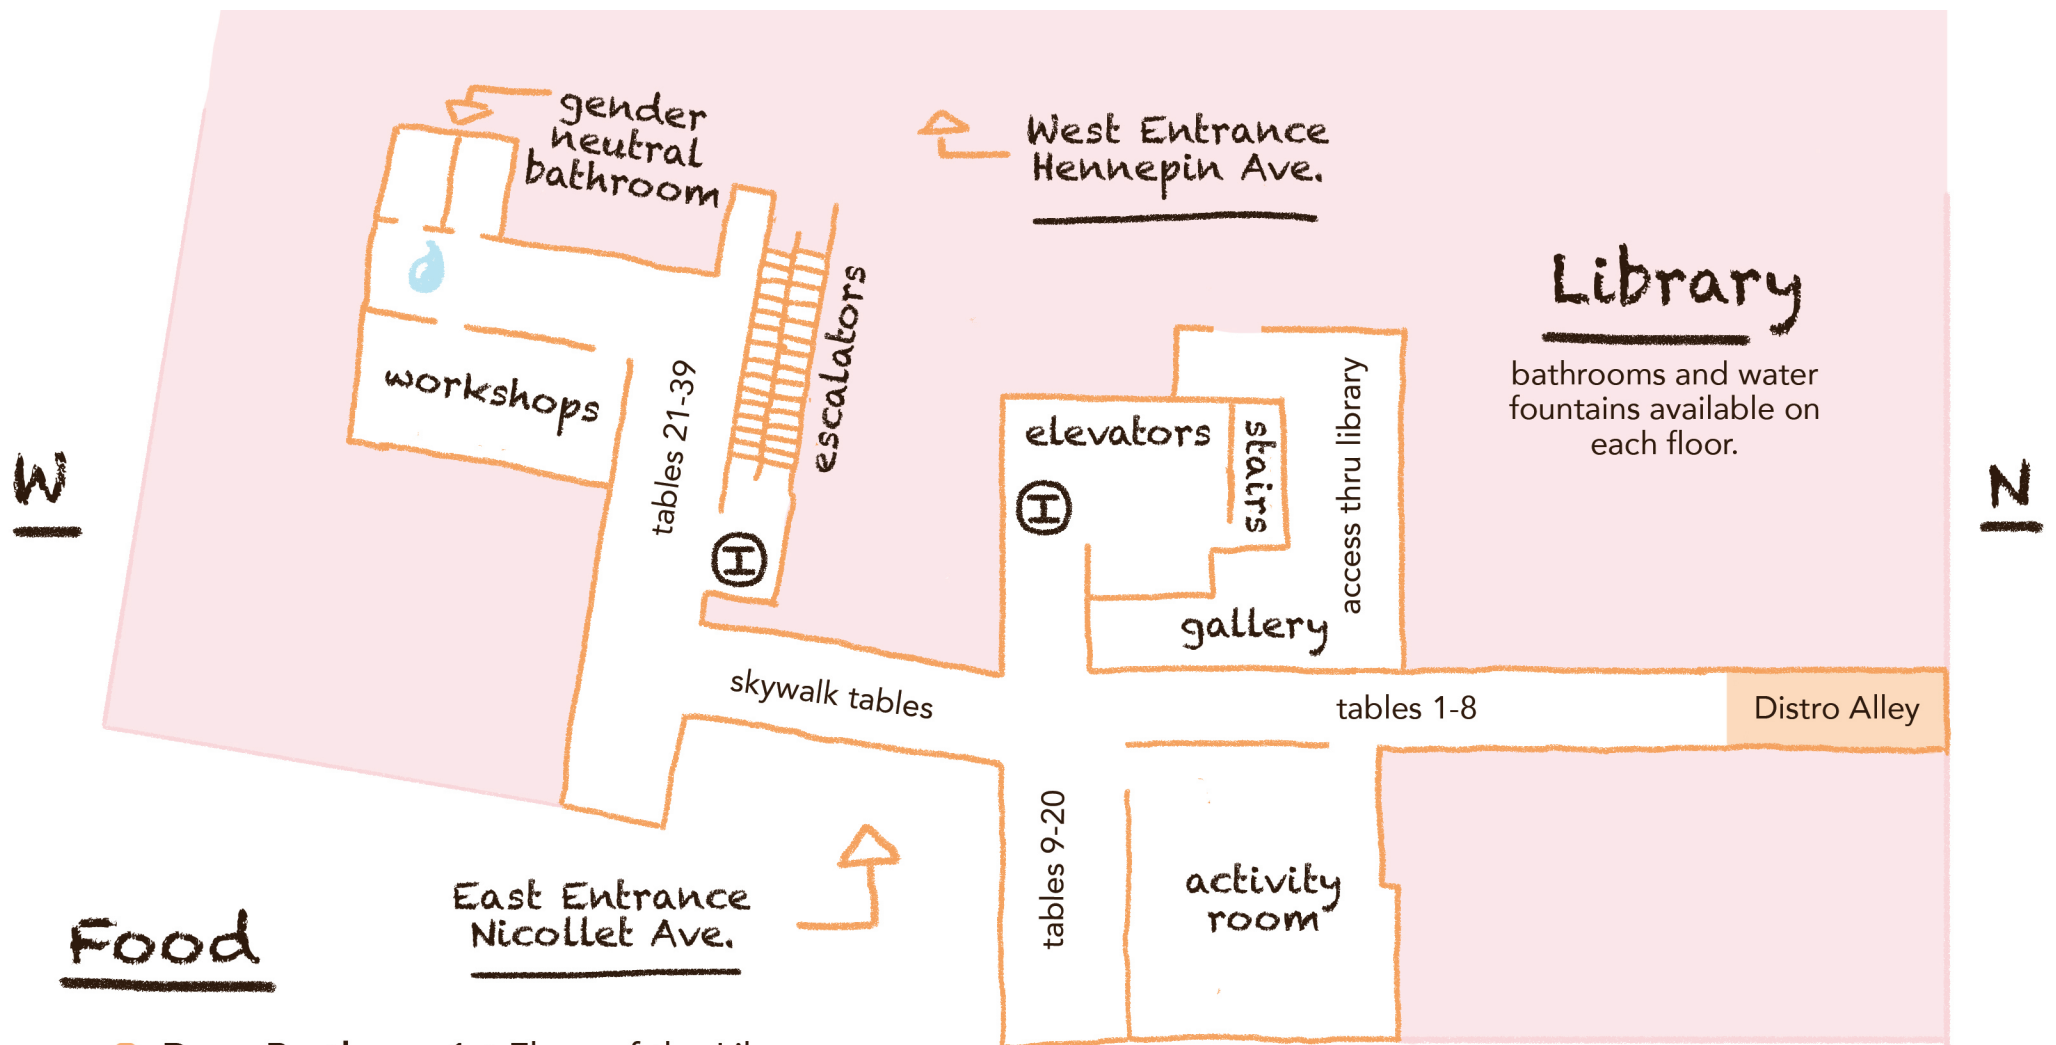 gender
neutral
bathroom
West Entrance
Hennepin Ave.
Library
bathrooms and water
fountains available on
each floor.
escalators
workshops
tables 21-39
elevators
stairs
access thru library
W
N
H
H
gallery
skywalk tables
tables 1-8
Distro Alley
tables 9-20
activity
room
East Entrance
Nicollet Ave.
Food